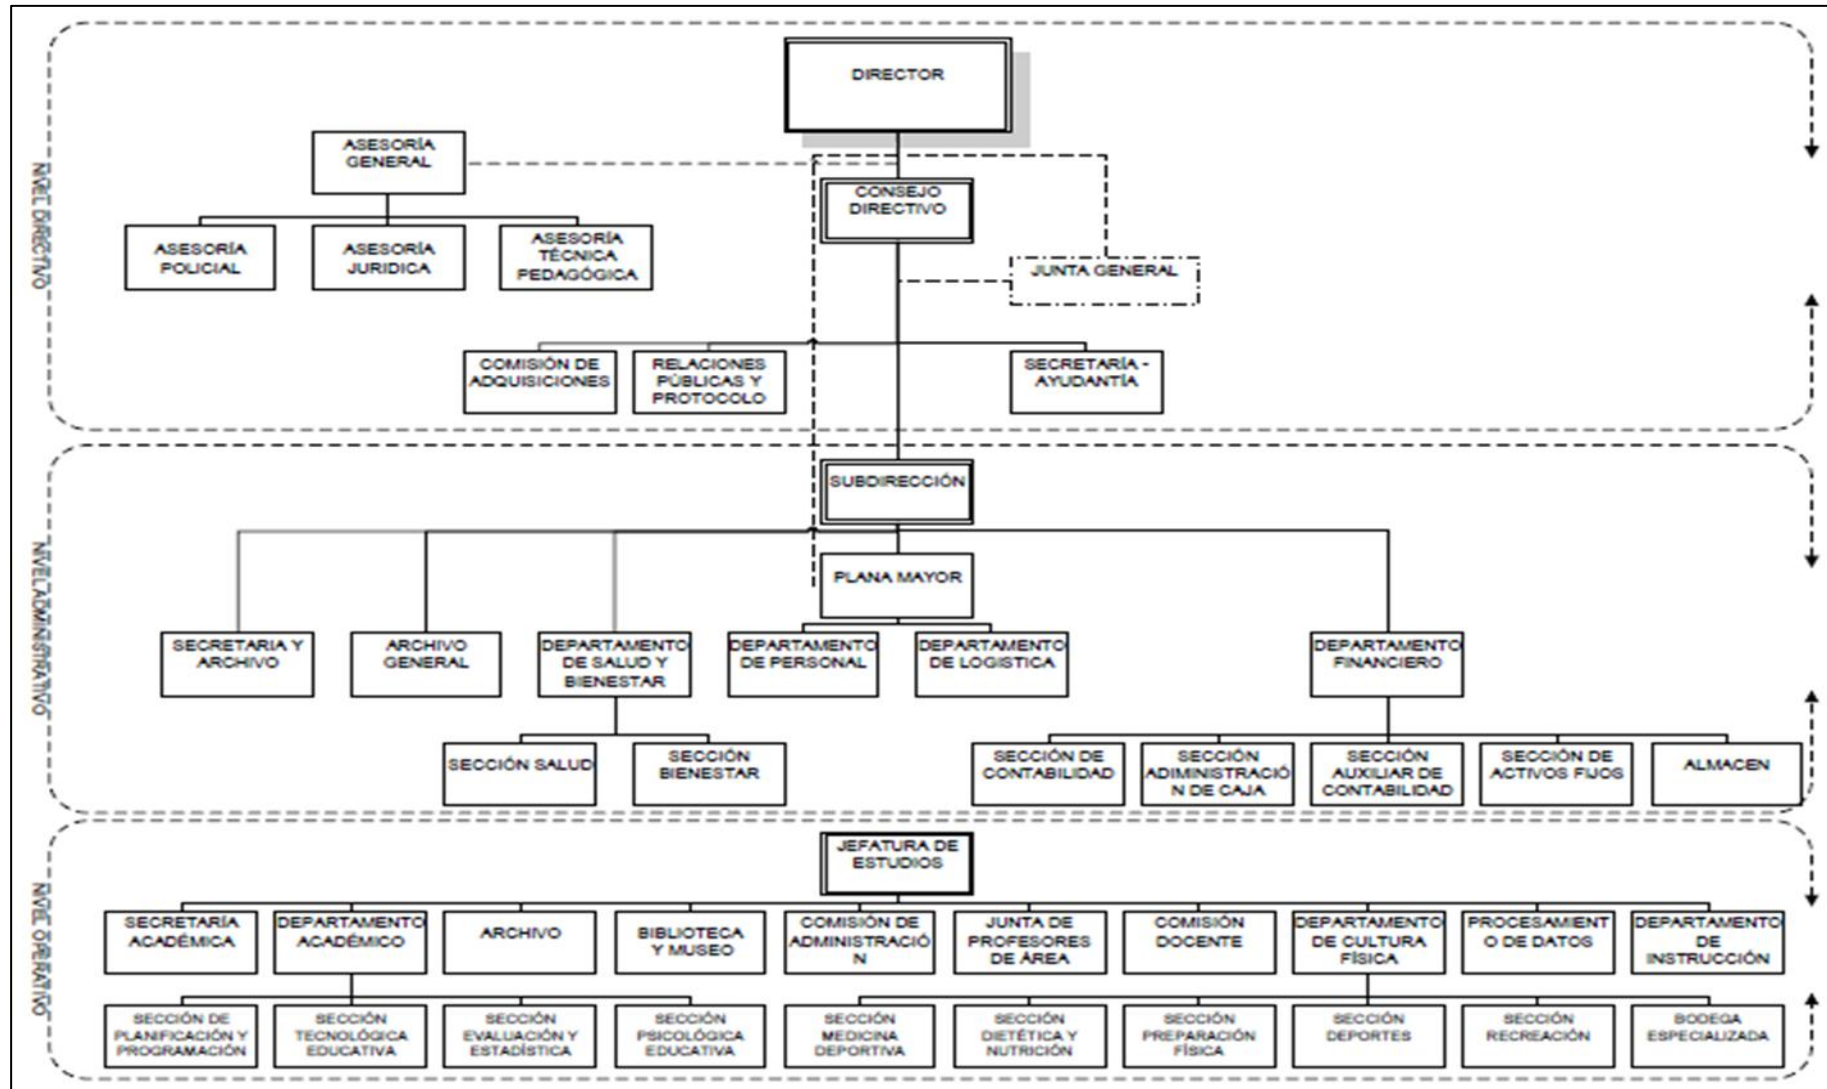 DIRECTOR
ASESORÍA
GENERAL
CONSEJO
DIRECTIVO
ASESORÍA
POLICIAL
ASESORÍA
JURIDICA
ASESORÍA
TÉCNICA
PEDAGÓGICA
JUNTA GENERAL
NIVEL DIRECTIVO
COMISIÓN DE
ADQUISICIONES
RELACIONES
PÚBLICAS Y
PROTOCOLO
SECRETARÍA -
AYUDANTÍA
SUBDIRECCIÓN
PLANA MAYOR
NIVEL ADMINISTRATIVO
SECRETARIA Y
ARCHIVO
ARCHIVO
GENERAL
DEPARTAMENTO
DE SALUD Y
BIENESTAR
DEPARTAMENTO
DE PERSONAL
DEPARTAMENTO
DE LOGISTICA
DEPARTAMENTO
FINANCIERO
SECCIÓN SALUD
SECCIÓN
BIENESTAR
SECCIÓN DE
CONTABILIDAD
SECCIÓN
ADIMINISTRACIÓ
N DE CAJA
SECCIÓN
AUXILIAR DE
CONTABILIDAD
SECCIÓN DE
ACTIVOS FIJOS
ALMACEN
JEFATURA DE
ESTUDIOS
NIVEL OPERATIVO
SECRETARÍA
ACADÉMICA
DEPARTAMENTO
ACADÉMICO
ARCHIVO
BIBLIOTECA
Y MUSEO
COMISIÓN DE
ADMINISTRACIÓ
N
JUNTA DE
PROFESORES
DE ÁREA
COMISIÓN
DOCENTE
DEPARTAMENTO
DE CULTURA
FÍSICA
PROCESAMIENT
O DE DATOS
DEPARTAMENTO
DE
INSTRUCCIÓN
SECCIÓN DE
PLANIFICACIÓN Y
PROGRAMACIÓN
SECCIÓN
TECNOLÓGICA
EDUCATIVA
SECCIÓN
EVALUACIÓN Y
ESTADÍSTICA
SECCIÓN
PSICOLÓGICA
EDUCATIVA
SECCIÓN
MEDICINA
DEPORTIVA
SECCIÓN
DIETÉTICA Y
NUTRICIÓN
SECCIÓN
PREPARACIÓN
FÍSICA
SECCIÓN
DEPORTES
SECCIÓN
RECREACIÓN
BODEGA
ESPECIALIZADA